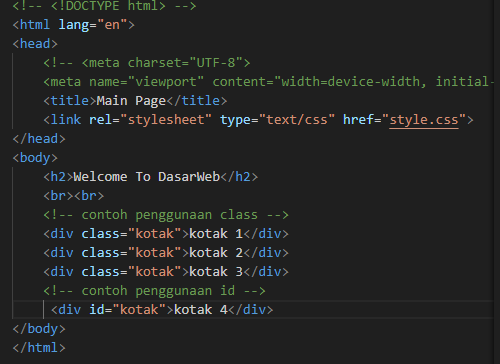 <!-- <!DOCTYPE html> -->
<html lang="en">
<head>
<!-- <meta charset="UTF-8">
<meta name="viewport" content="width=device-width, initial-
<title>Main Page</title>
<link rel="stylesheet" type="text/css" href="style.css">
</head>
<body>
<h2>Welcome To DasarWeb</h2>
<br><br>
<!-- contoh penggunaan class -->
<div class="kotak">kotak 1</div>
<div class="kotak">kotak 2</div>
<div class="kotak">kotak 3</div>
<!-- contoh penggunaan id -->
<div id="kotak">kotak 4</div>
</body>
</html>